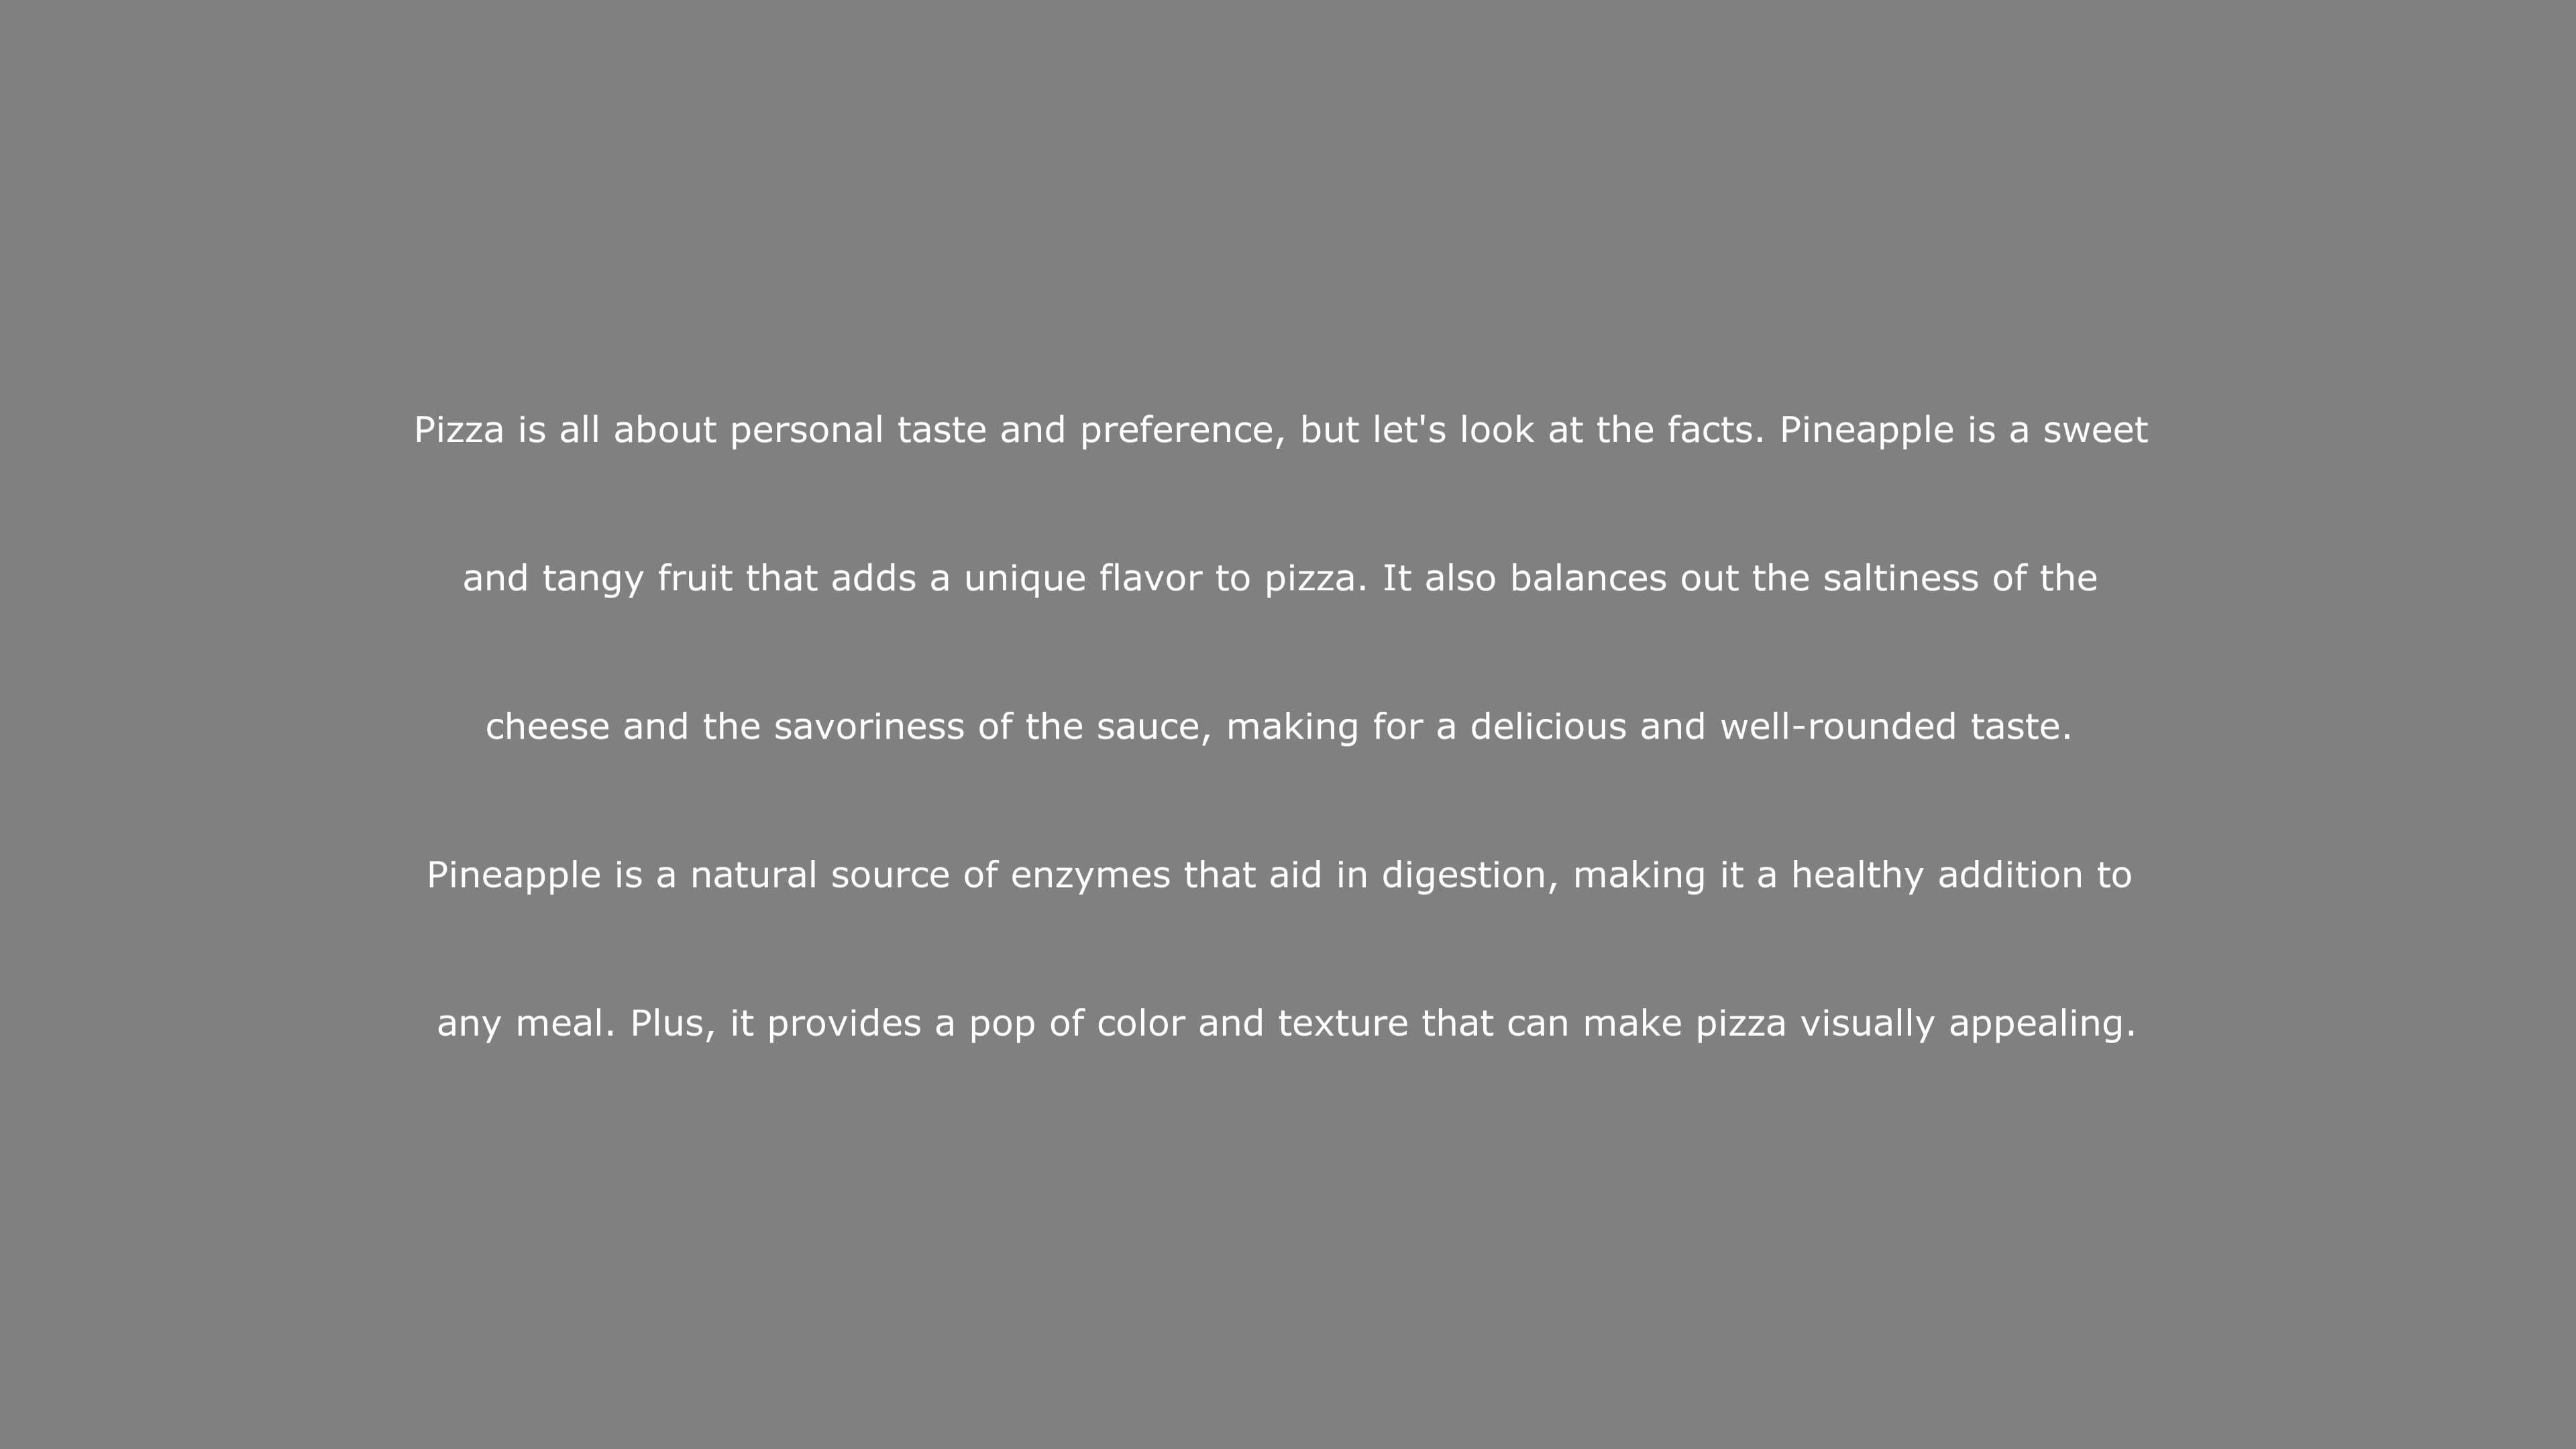 Pizza is all about personal taste and preference, but let's look at the facts. Pineapple is a sweet
and tangy fruit that adds a unique flavor to pizza. It also balances out the saltiness of the
cheese and the savoriness of the sauce, making for a delicious and well-rounded taste.
Pineapple is a natural source of enzymes that aid in digestion, making it a healthy addition to
any meal. Plus, it provides a pop of color and texture that can make pizza visually appealing.